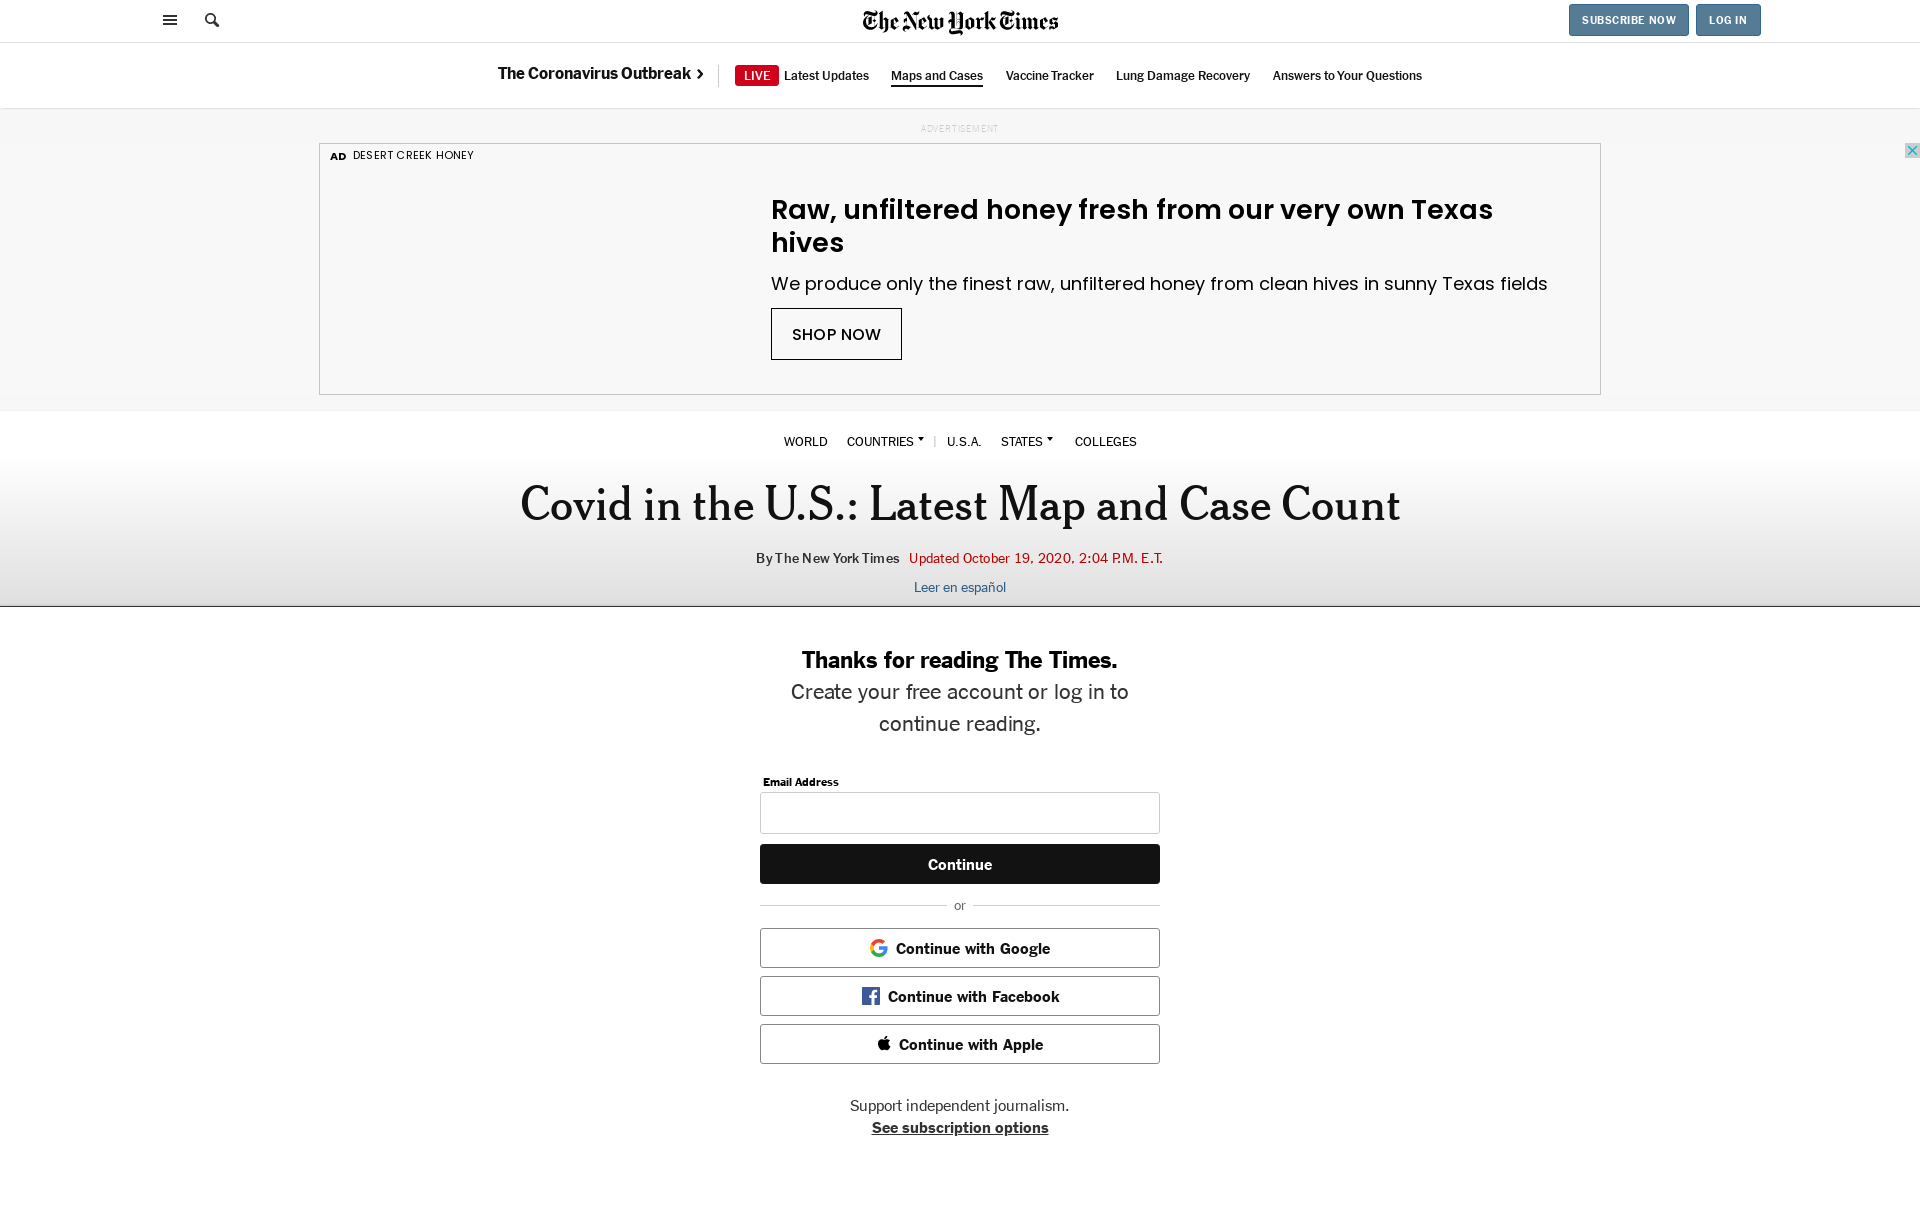 The New York Times
SUBSCRIBE NOW
LOG IN
The Coronavirus Outbreak
LIVE Latest Updates
Maps and Cases
Vaccine Tracker
Lung Damage Recovery
Answers to Your Questions
ADVERTISEMENT
AD DESERT CREEK HONEY
Raw, unfiltered honey fresh from our very own Texas
hives
We produce only the finest raw, unfiltered honey from clean hives in sunny Texas fields
SHOP NOW
WORLD COUNTRIES | U.S.A. STATES COLLEGES
Covid in the U.S.: Latest Map and Case Count
By The New York Times Updated October 19, 2020, 2:04 P.M. E.T.
Leer en español
Thanks for reading The Times.
Create your free account or log in to
continue reading.
Email Address
Continue
or
Continue with Google
Continue with Facebook
Continue with Apple
Support independent journalism.
See subscription options